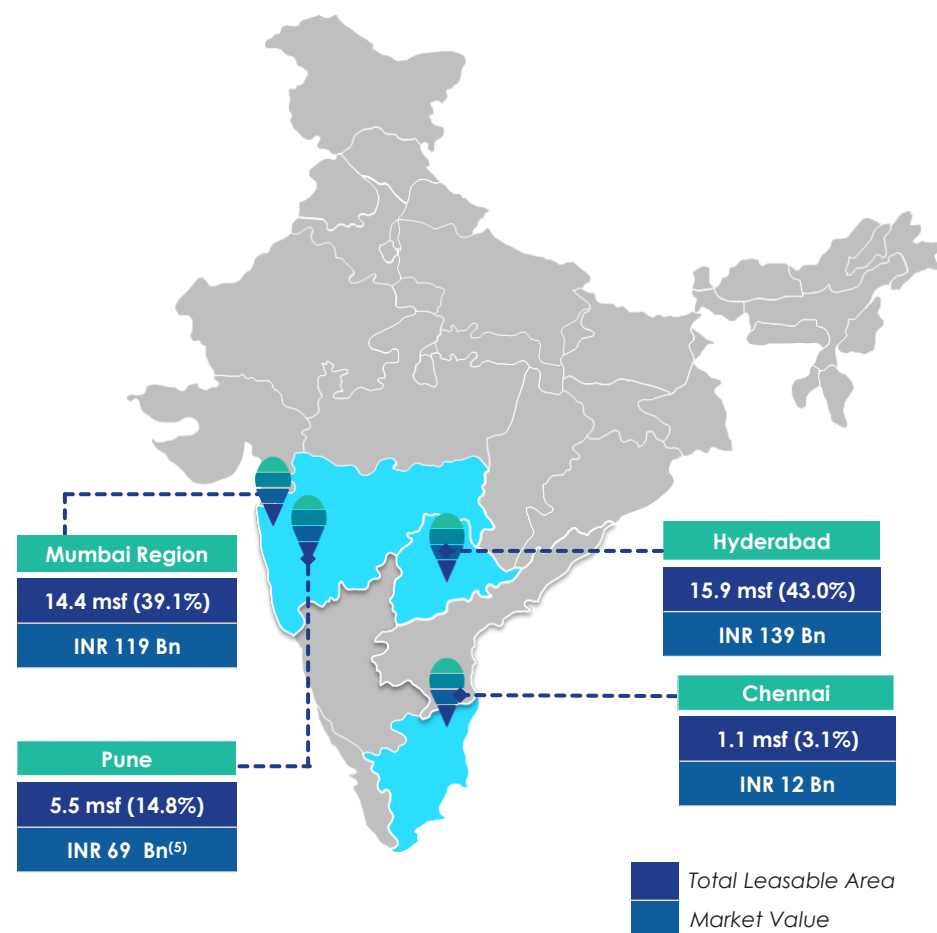 Mumbai Region
14.4 msf (39.1%)
INR 119 Bn
Pune
5.5 msf (14.8%)
INR 69 Bn(5)
Hyderabad
15.9 msf (43.0%)
INR 139 Bn
Chennai
1.1 msf (3.1%)
INR 12 Bn
Total Leasable Area
Market Value